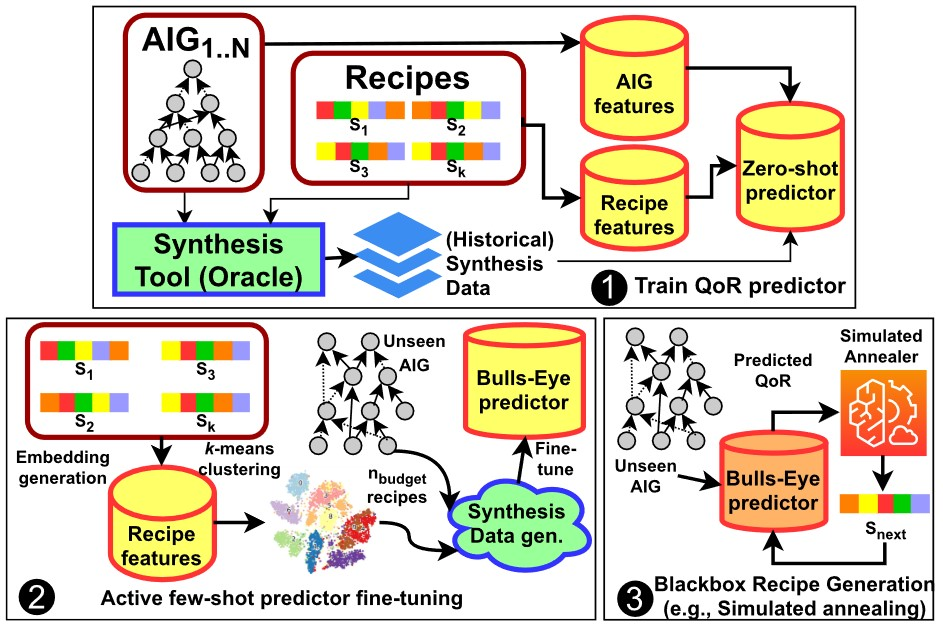 AIG1..N
Recipes
S1
S2
S3
Sk
AIG
features
Recipe
features
Zero-shot
predictor
Synthesis
Tool (Oracle)
(Historical)
Synthesis
Data
1 Train QoR predictor
S1
S3
S2
Sk
Embedding
generation
k-means
clustering
Recipe
features
Unseen
AIG
nbudget
recipes
Bulls-Eye
predictor
Fine-
tune
Synthesis
Data gen.
2 Active few-shot predictor fine-tuning
Unseen
AIG
Predicted
QoR
Simulated
Annealer
Bulls-Eye
predictor
Snext
3 Blackbox Recipe Generation
(e.g., Simulated annealing)